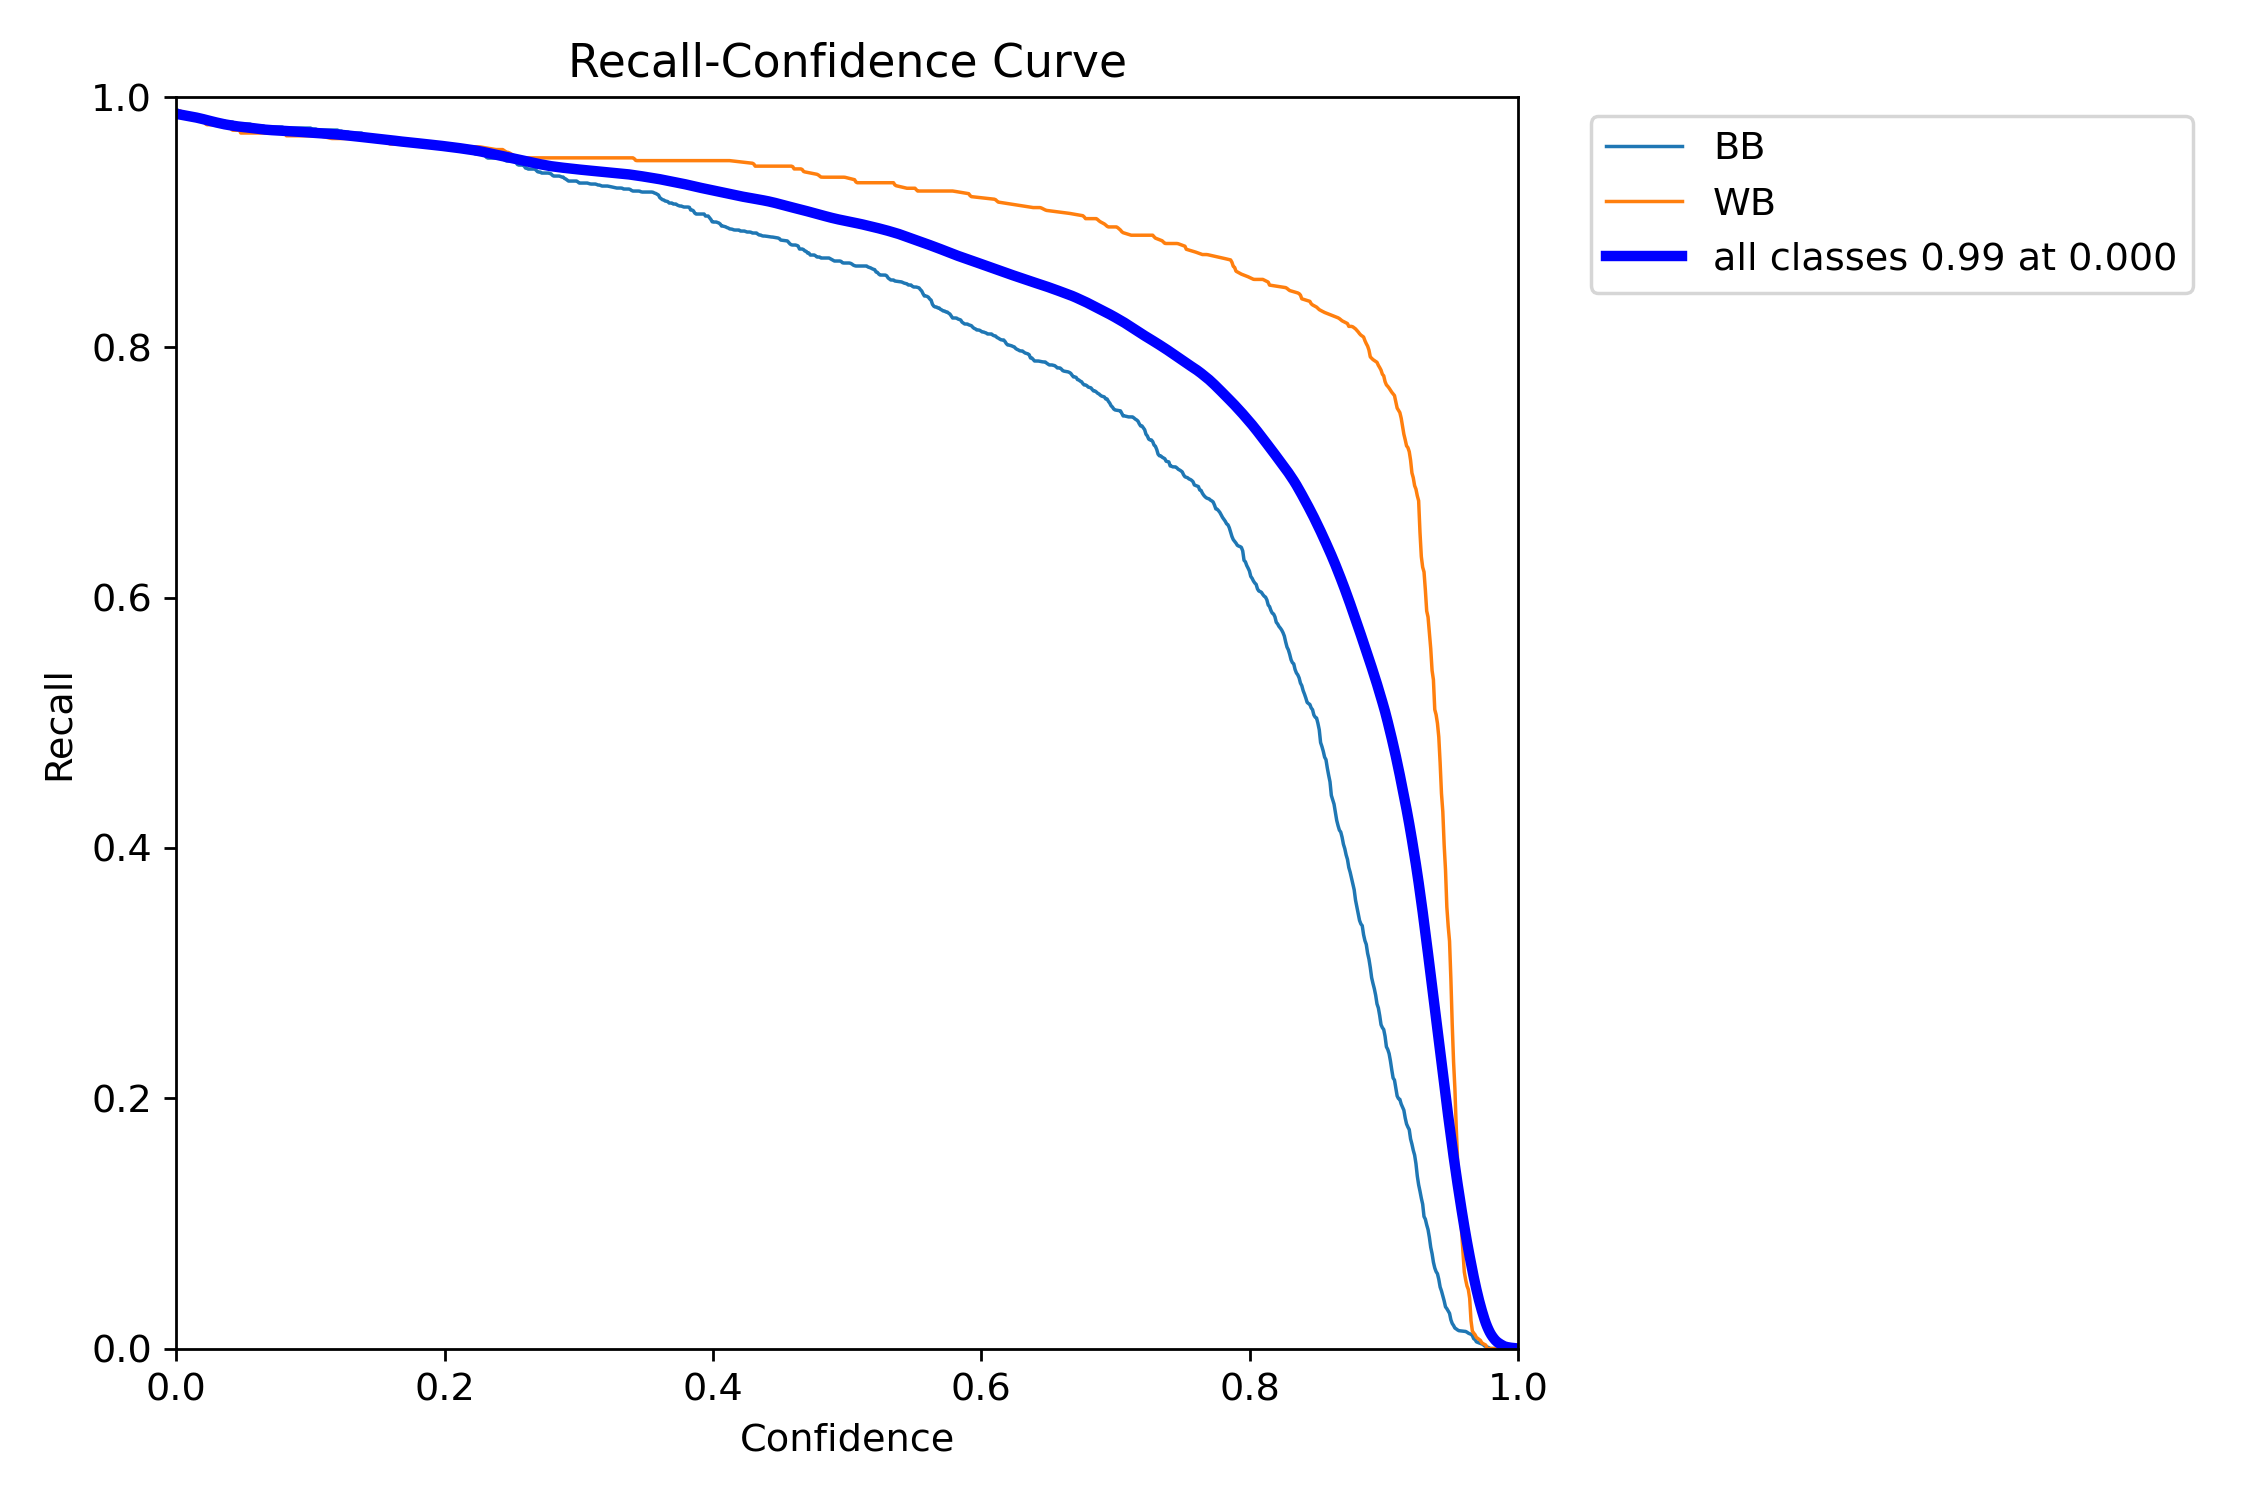 Recall-Confidence Curve
1.0
0.8
0.6
0.4
0.2
0.0
Recall
0.0 0.2 0.4 0.6 0.8 1.0
Confidence
BB
WB
all classes 0.99 at 0.000